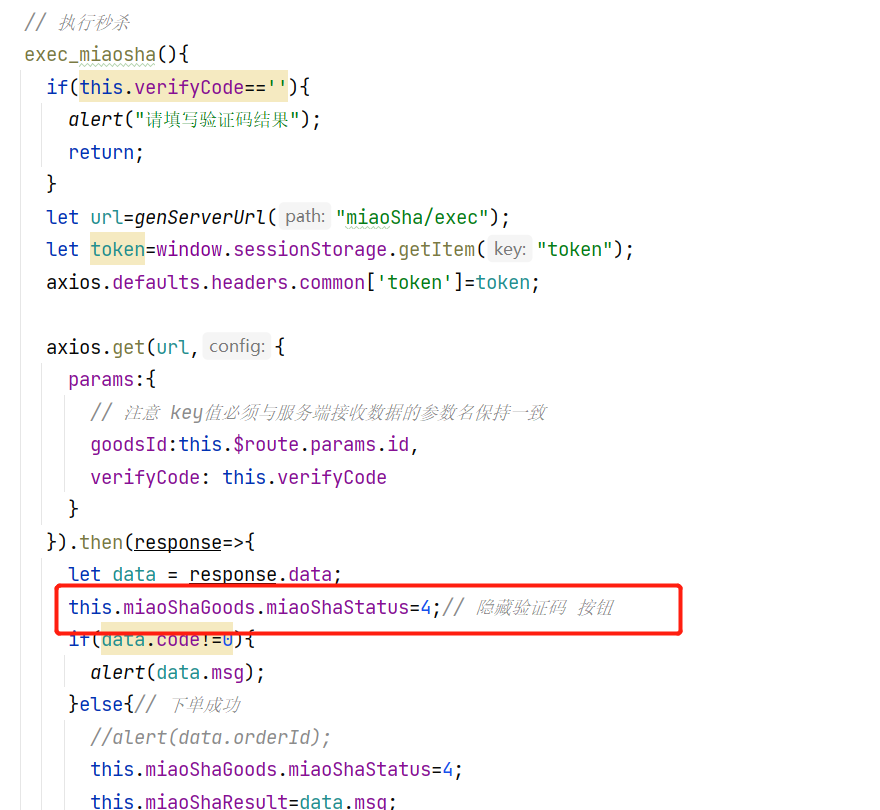 // 执行秒杀
exec_miaosha(){
if(this.verifyCode==''){
alert("请填写验证码结果");
return;
}
let url=genServerUrl( path: "miaoSha/exec");
let token=window.sessionStorage.getItem( key: "token");
axios.defaults.headers.common['token']=token;
axios.get(url, config: {
params:{
// 注意 key值必须与服务端接收数据的参数名保持一致
goodsId:this.$route.params.id,
verifyCode: this.verifyCode
}
}).then(response=>{
let data = response.data;
this.miaoShaGoods.miaoShaStatus=4;// 隐藏验证码 按钮
if(data.code!=0){
alert(data.msg);
}else{// 下单成功
//alert(data.orderId);
this.miaoShaGoods.miaoShaStatus=4;
this.miaoShaResult=data.msg;